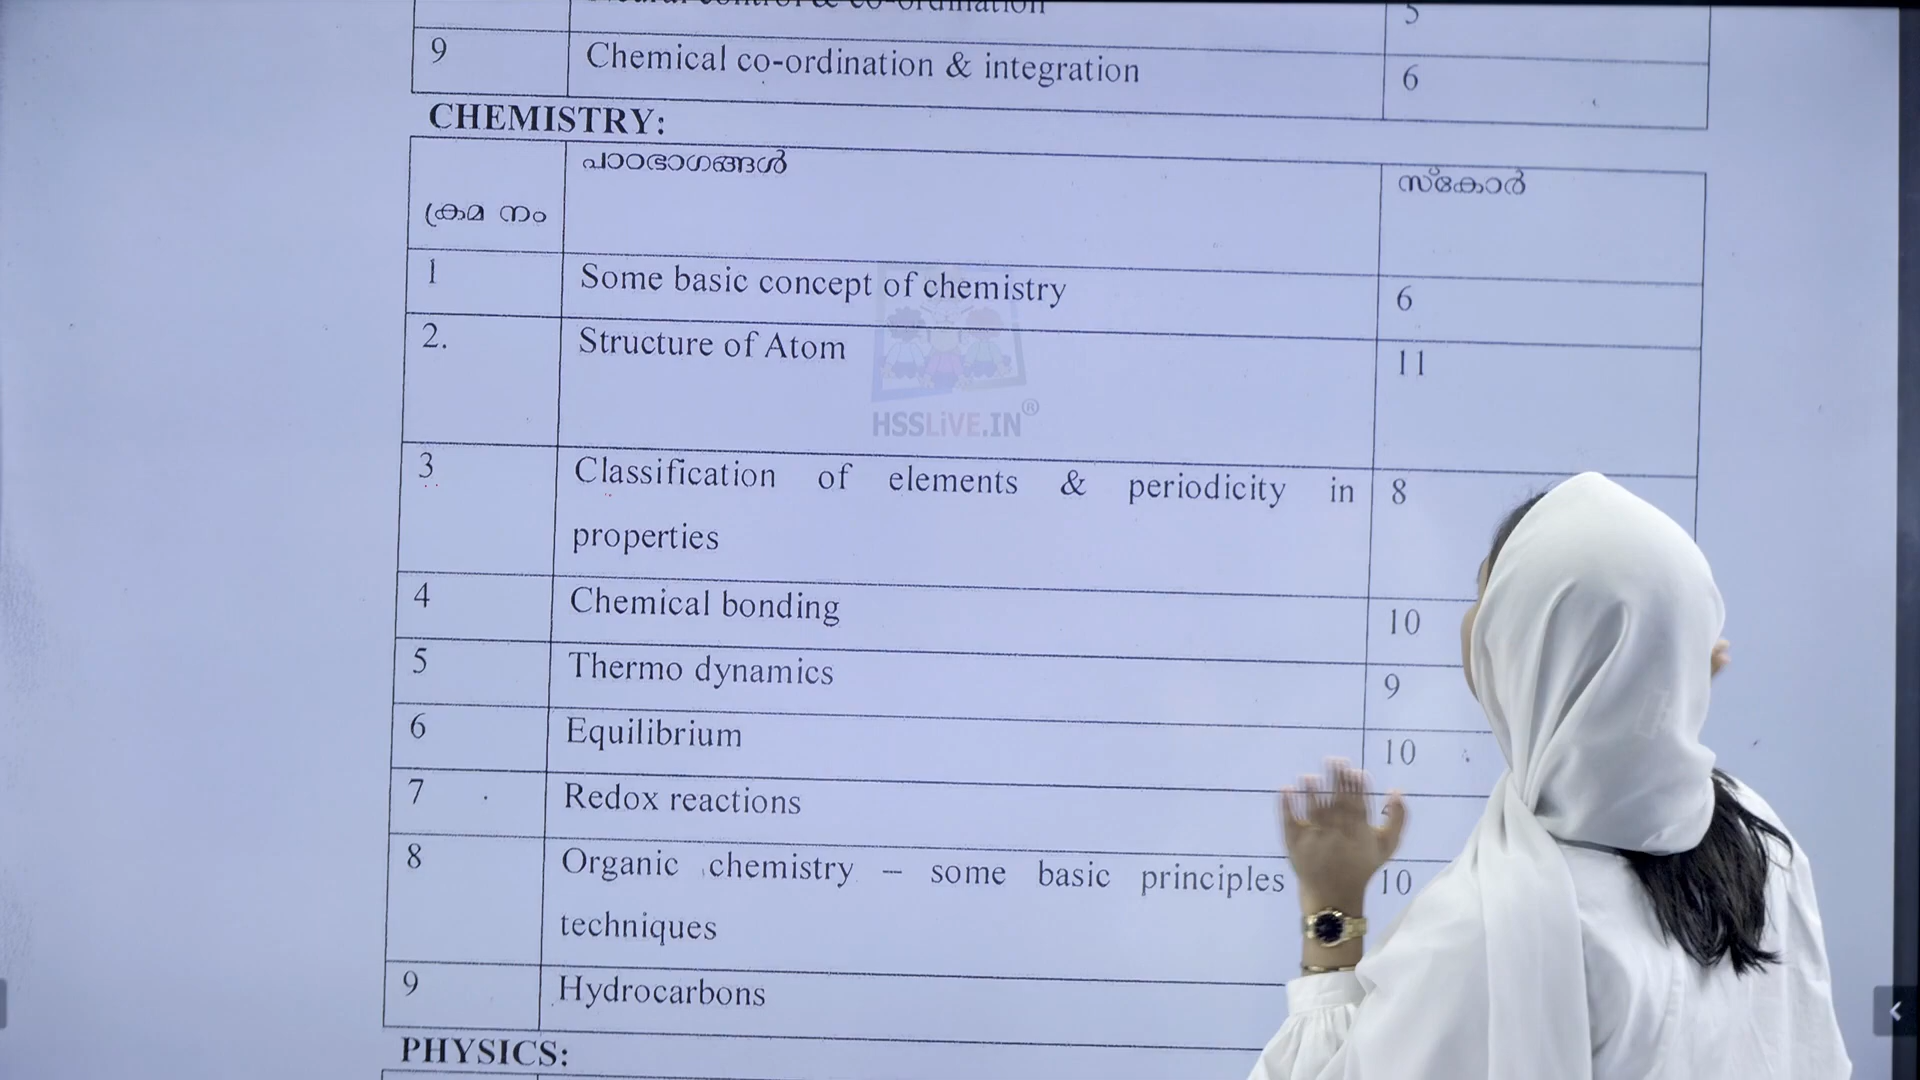 5
9 Chemical co-ordination & integration 6
CHEMISTRY:
ക്രമ നം പാഠഭാഗങ്ങൾ സ്കോർ
1 Some basic concept of chemistry 6
2. Structure of Atom 11
HSSLiVE.IN®
3 Classification of elements & periodicity in 8
properties
4 Chemical bonding 10
5 Thermo dynamics 9
6 Equilibrium 10
7 Redox reactions
8 Organic chemistry – some basic principles 10
techniques
9 Hydrocarbons
PHYSICS: